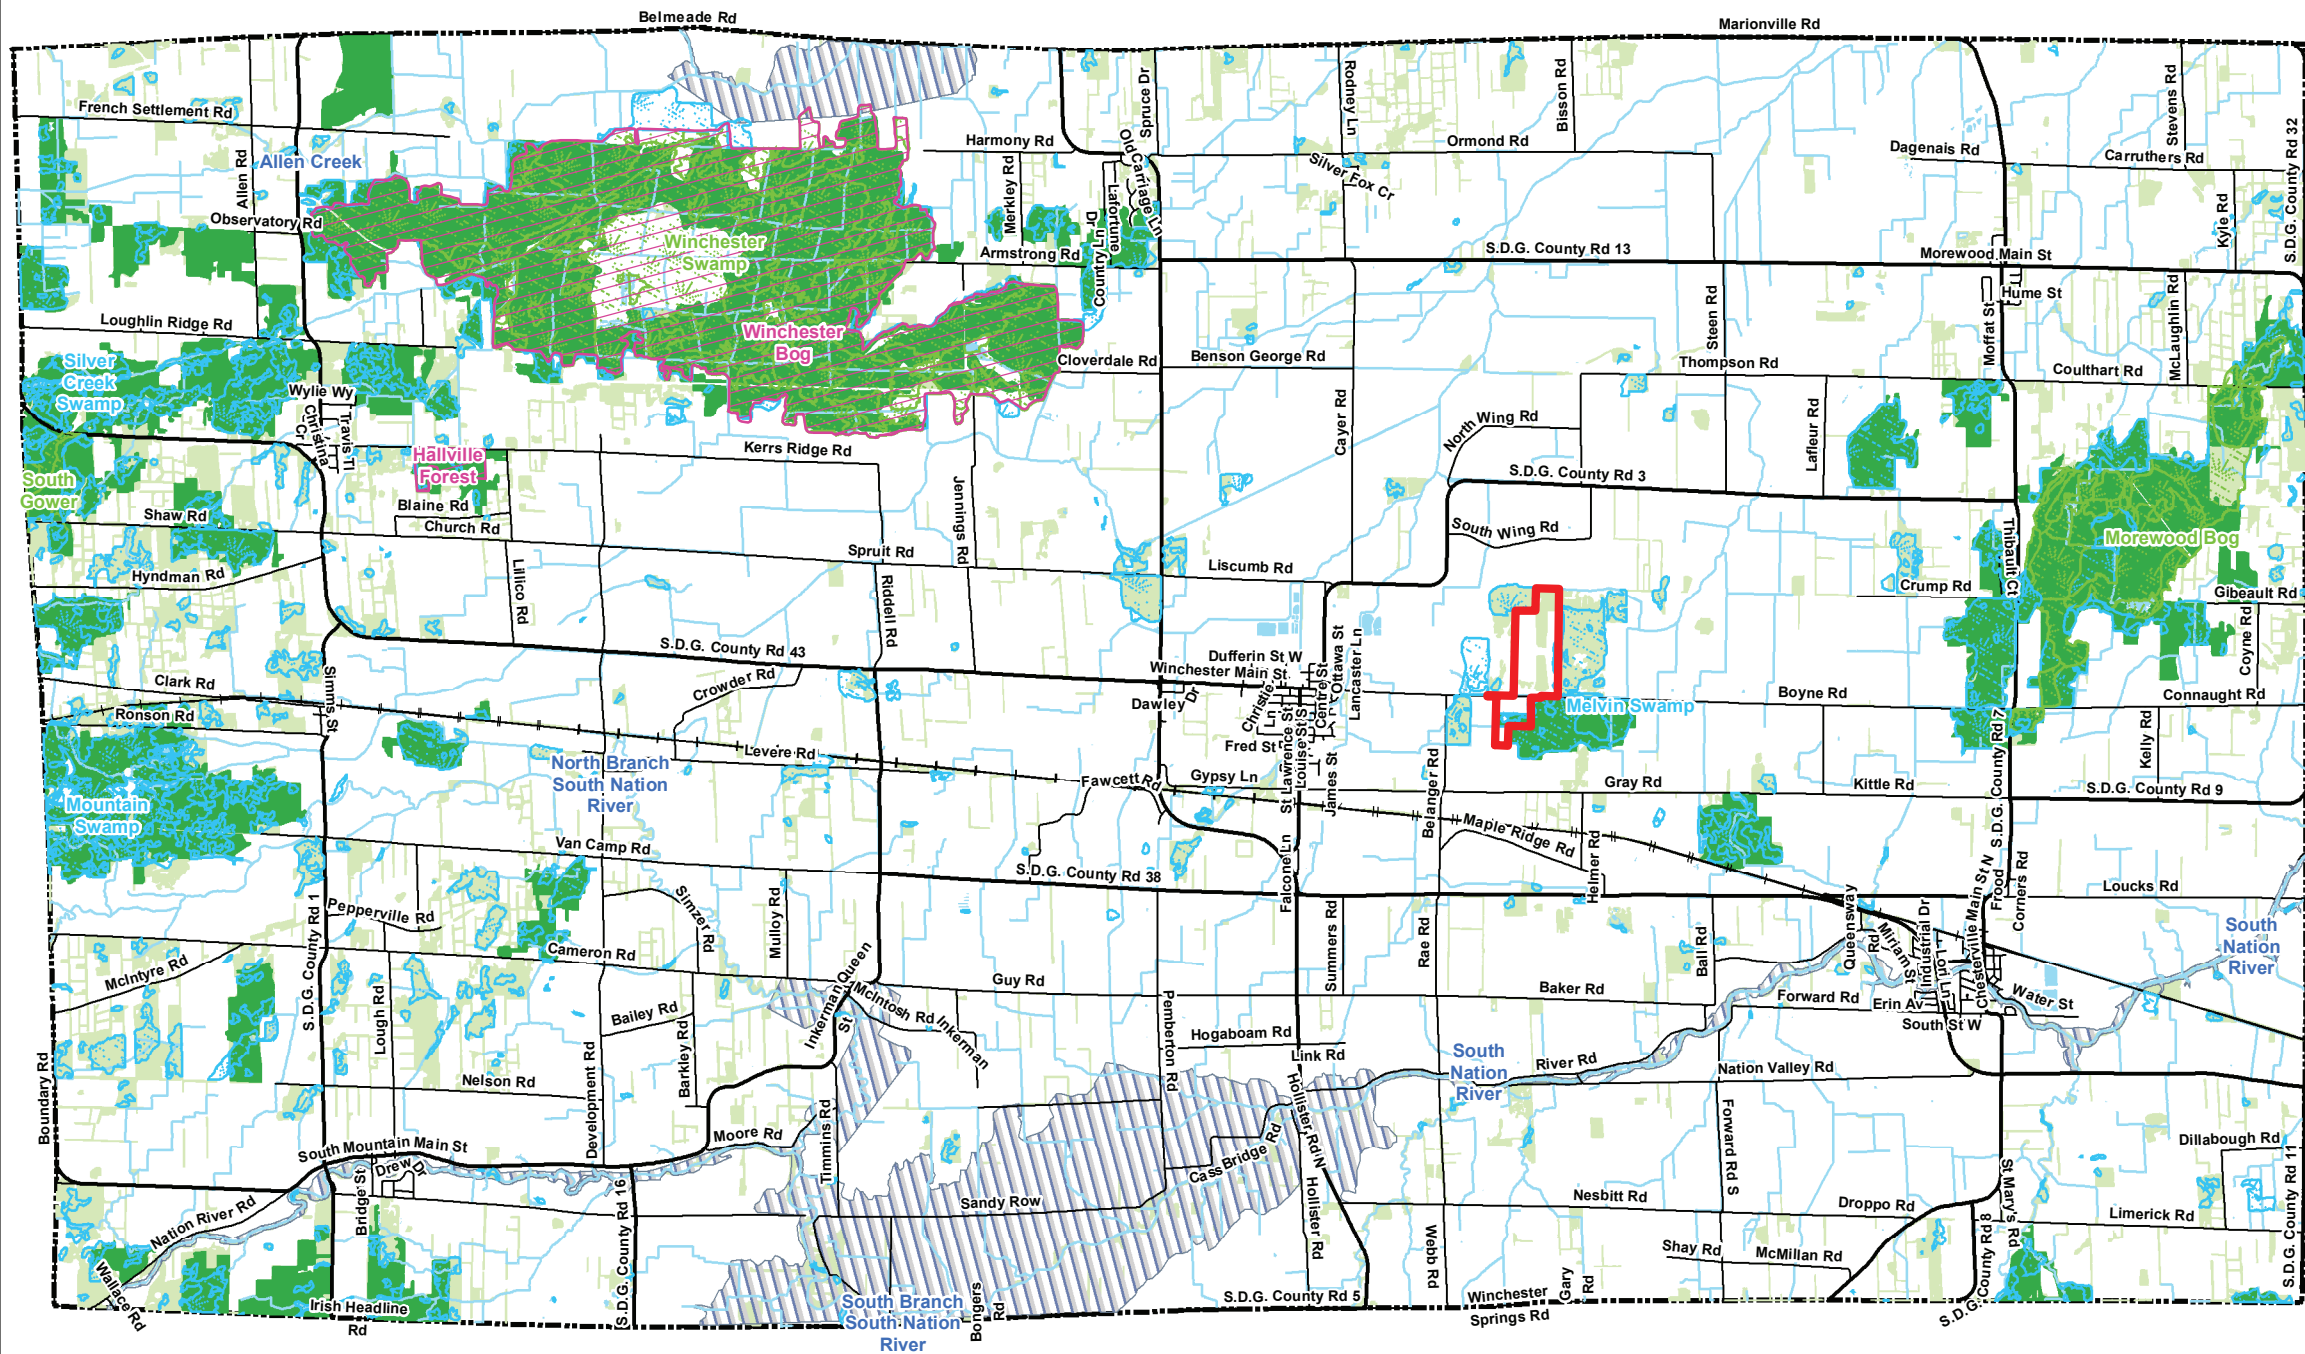 Belmeade Rd
Marionville Rd
French Settlement Rd
Allen Creek
Allen Rd
Observatory Rd
Harmony Rd
Merkley Rd
Armstrong Rd
Spruce Dr
Old Carriage Ln
Lafortune
Dr
Country Ln
Rodney Ln
Silver Fox Cr
Bisson Rd
Ormond Rd
Dagenais Rd
Stevens Rd
Carruthers Rd
S.D.G. County Rd 32
Kyle Rd
Winchester
Swamp
S.D.G. County Rd 13
Morewood Main St
Hume St
Moffat St
McLaughlin Rd
Loughlin Ridge Rd
Winchester
Bog
Cloverdale Rd
Benson George Rd
Steen Rd
Thompson Rd
Coulthart Rd
Silver
Creek
Swamp
Wylie Wy
Christina
Cr
Travis Tl
Hallville
Forest
Kerrs Ridge Rd
Cayer Rd
North Wing Rd
Lafleur Rd
S.D.G. County Rd 3
South
Gower
Shaw Rd
Blaine Rd
Church Rd
Jennings Rd
South Wing Rd
Thibault Ct
Morewood Bog
Hyndman Rd
Lillico Rd
Spruit Rd
Riddell Rd
Liscumb Rd
Crump Rd
Gibeault Rd
Coyne Rd
S.D.G. County Rd 43
Dufferin St W
Winchester Main St
Ottawa St
Lancaster Ln
Centre St
Clark Rd
Simms St
Crowder Rd
Dawley
Dr
Christie
Ln
Boyne Rd
Melvin Swamp
Connaught Rd
Ronson Rd
Levere Rd
Fred St
St Lawrence St
Louise St S
James St
Belanger Rd
S.D.G. County Rd 7
Kelly Rd
North Branch
South Nation
River
Fawcett Rd
Gypsy Ln
Gray Rd
Kittle Rd
S.D.G. County Rd 9
Mountain
Swamp
Van Camp Rd
Maple Ridge Rd
Helmer Rd
S.D.G. County Rd 38
Falcone Ln
Frood
Corners Rd
Loucks Rd
S.D.G. County Rd 1
Pepperville Rd
Simzer Rd
Mulloy Rd
Summers Rd
Rae Rd
Ball Rd
Queensway
Rd
Miriam St
Industrial Dr
Lori Ln
Chesterville Main St N
South
Nation
River
McIntyre Rd
Cameron Rd
Queen
St
Inkerman
McIntosh Rd
Inkerman
Guy Rd
Pemberton Rd
Baker Rd
Forward Rd
Erin Av
South St W
Water St
Lough Rd
Bailey Rd
Barkley Rd
Hogaboam Rd
Link Rd
South
Nation
River
River Rd
Nation Valley Rd
Boundary Rd
Nelson Rd
Development Rd
Timmins Rd
Hollister Rd N
Forward Rd S
Dillabough Rd
South Mountain Main St
Drew
Dr
Moore Rd
Cass Bridge Rd
Nation River Rd
Bridge St
Sandy Row
Hollister Rd
Nesbitt Rd
Droppo Rd
St Mary's Rd
Limerick Rd
S.D.G. County Rd 11
Wallace Rd
S.D.G. County Rd 16
Webb Rd
Shay Rd
McMillan Rd
S.D.G. County Rd 8
Irish Headline
Rd
South Branch
South Nation
River
Bongers
Rd
S.D.G. County Rd 5
Winchester
Springs Rd
Gary
Rd